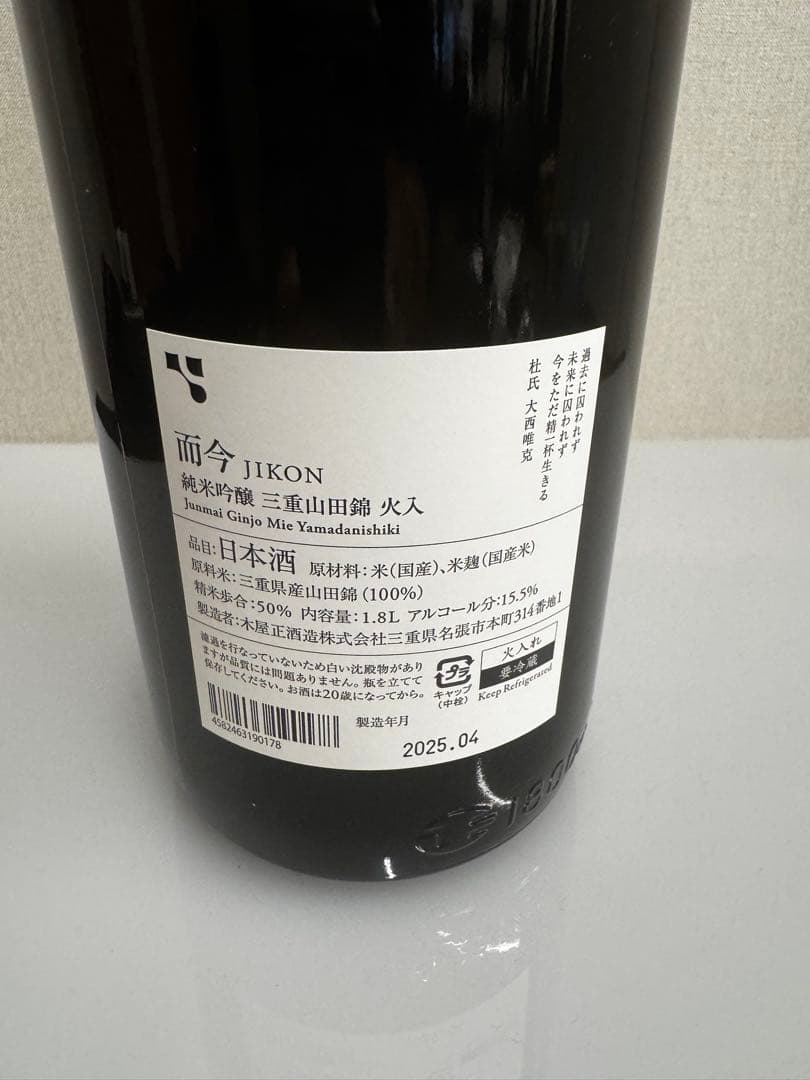 過去に囚われず
未来に囚われず
今をただ精一杯生きる
杜氏 大西唯克
而今 JIKON
純米吟醸 三重山田錦 火入
Junmai Ginjo Mie Yamadanishiki
品目:日本酒 原材料:米(国産)、米麹(国産米)
原料米:三重県産山田錦(100%)
精米歩合:50% 内容量:1.8L アルコール分:15.5%
製造者:木屋正酒造株式会社三重県名張市本町314番地1
濾過を行なっていないため白い沈殿物があり
ますが品質には問題ありません。瓶を立てて
保存してください。お酒は20歳になってから。
プラ
キャップ
(中栓)
火入れ
要冷蔵
Keep Refrigerated
4582463190178
製造年月
2025.04